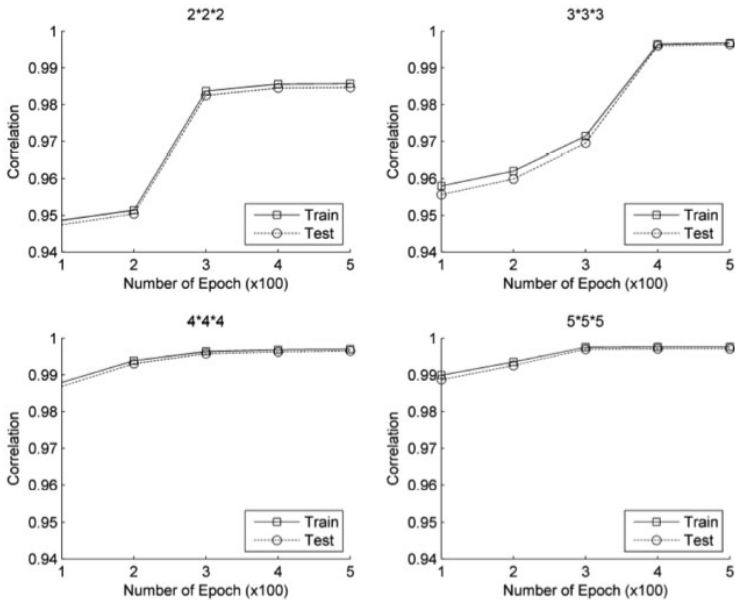 2*2*2
1
0.99
0.98
0.97
0.96
0.95
0.94
Correlation
Train
Test
1 2 3 4 5
Number of Epoch (x100)
3*3*3
1
0.99
0.98
0.97
0.96
0.95
0.94
Correlation
Train
Test
1 2 3 4 5
Number of Epoch (x100)
4*4*4
1
0.99
0.98
0.97
0.96
0.95
0.94
Correlation
Train
Test
1 2 3 4 5
Number of Epoch (x100)
5*5*5
1
0.99
0.98
0.97
0.96
0.95
0.94
Correlation
Train
Test
1 2 3 4 5
Number of Epoch (x100)